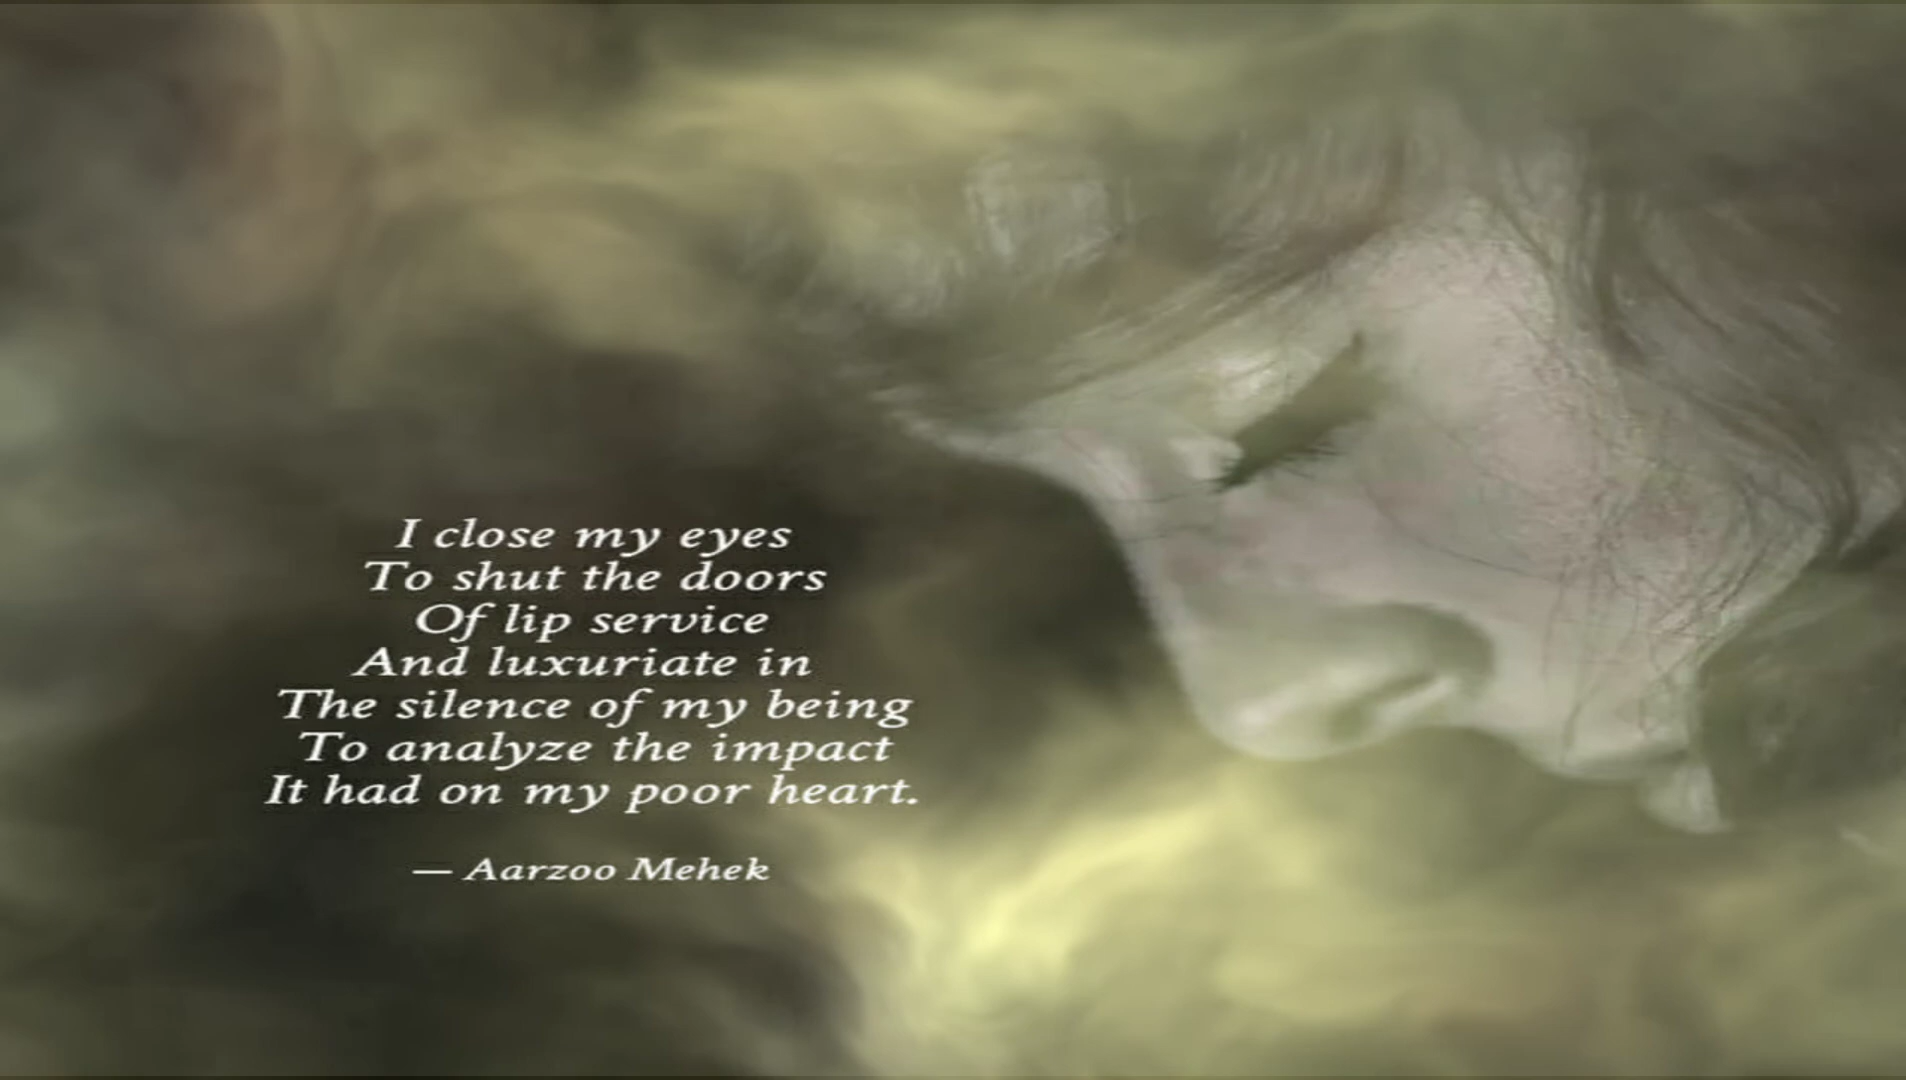 I close my eyes
To shut the doors
Of lip service
And luxuriate in
The silence of my being
To analyze the impact
It had on my poor heart.
— Aarzoo Mehek